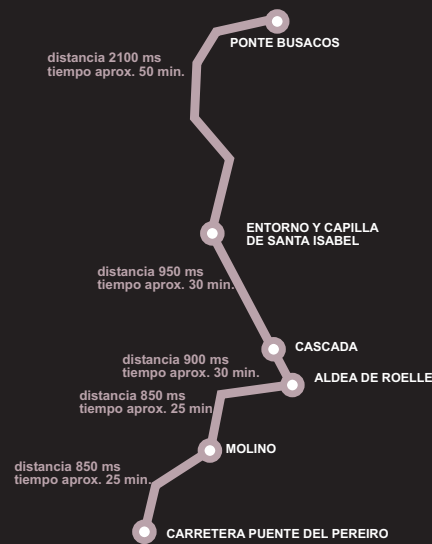 PONTE BUSACOS
distancia 2100 ms
tiempo aprox. 50 min.
ENTORNO Y CAPILLA
DE SANTA ISABEL
distancia 950 ms
tiempo aprox. 30 min.
CASCADA
distancia 900 ms
tiempo aprox. 30 min.
ALDEA DE ROELLE
distancia 850 ms
tiempo aprox. 25 min
MOLINO
distancia 850 ms
tiempo aprox. 25 min.
CARRETERA PUENTE DEL PEREIRO